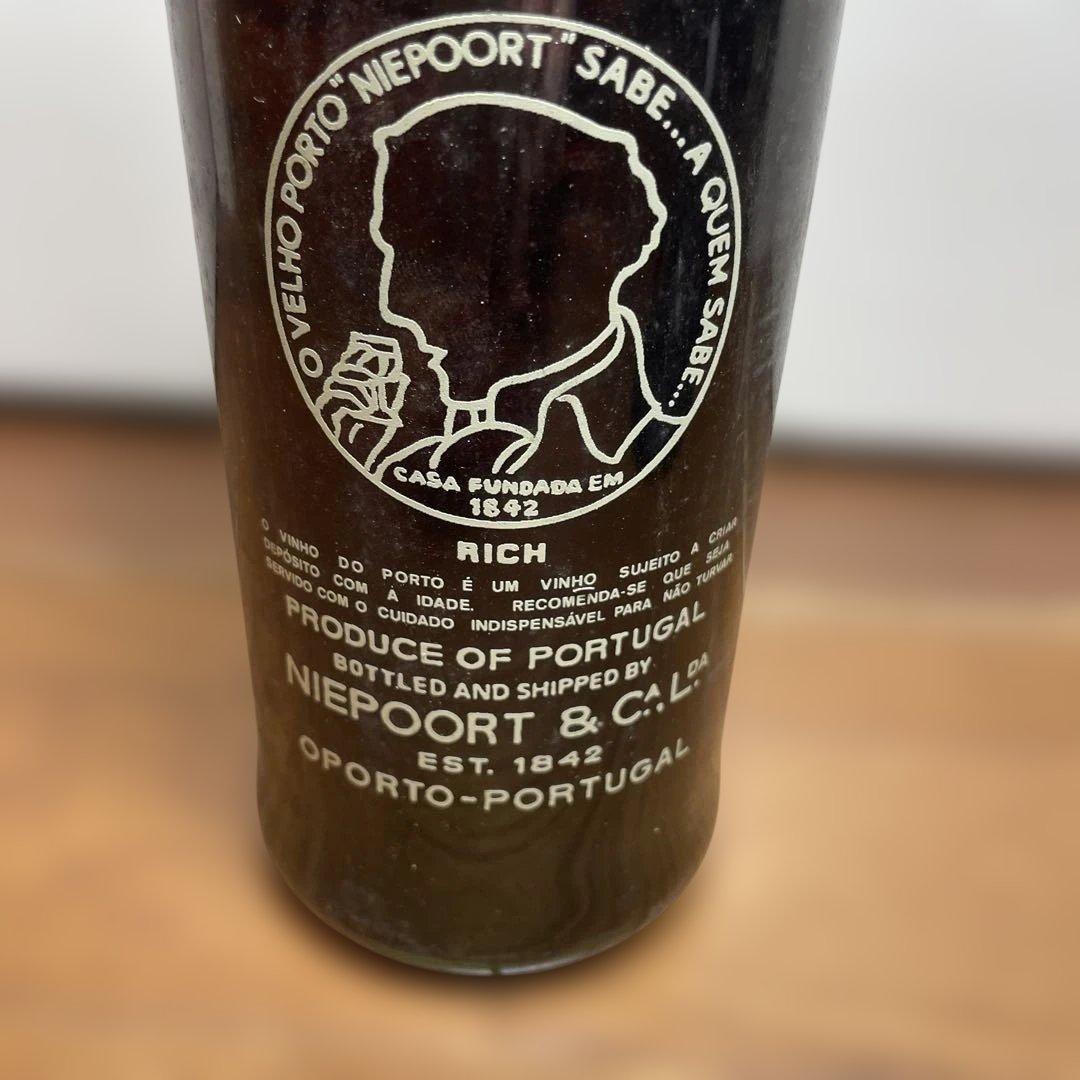 O VELHO PORTO "NIEPOORT" SABE... A QUEM SABE...
CASA FUNDADA EM
1842
RICH
O VINHO DO PORTO É UM VINHO SUJEITO A CRIAR
DEPÓSITO COM A IDADE. RECOMENDA-SE QUE SEJA
SERVIDO COM O CUIDADO INDISPENSÁVEL PARA NÃO TURVAR.
PRODUCE OF PORTUGAL
BOTTLED AND SHIPPED BY
NIEPOORT & C.A, L.DA
EST. 1842
OPORTO-PORTUGAL